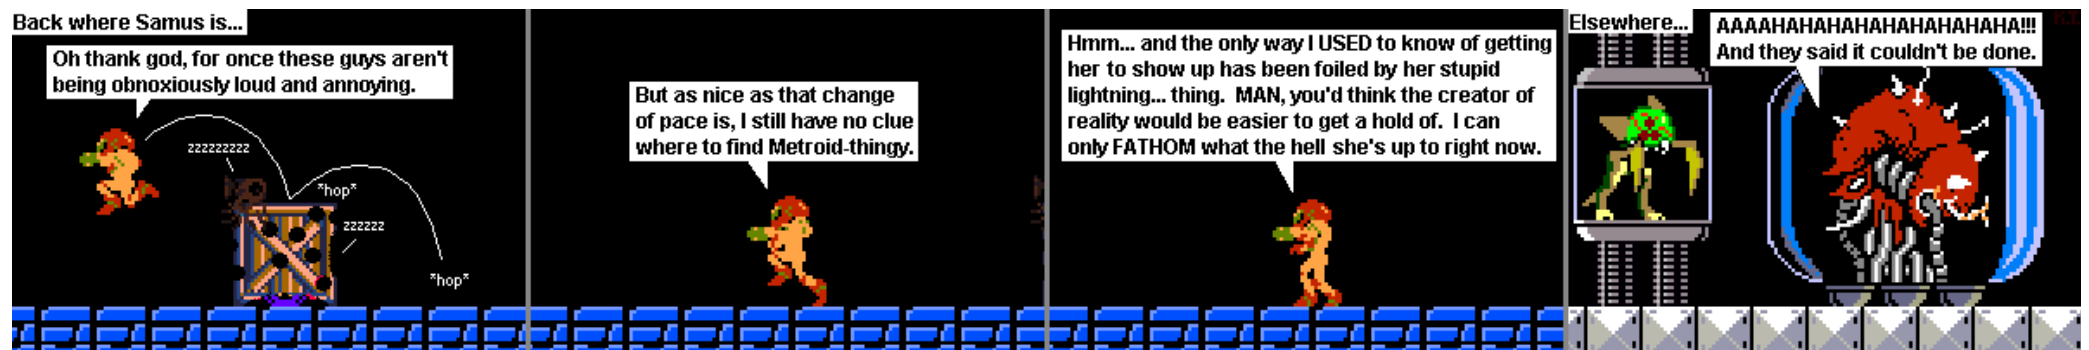 Back where Samus is...
Oh thank god, for once these guys aren't
being obnoxiously loud and annoying.
zzzzzzzzz
*hop*
zzzzzz
*hop*
But as nice as that change
of pace is, I still have no clue
where to find Metroid-thingy.
Hmm... and the only way I USED to know of getting
her to show up has been foiled by her stupid
lightning... thing.  MAN, you'd think the creator of
reality would be easier to get a hold of.  I can
only FATHOM what the hell she's up to right now.
Elsewhere...
AAAAHAHAHAHAHAHAHAHAHA!!!
And they said it couldn't be done.